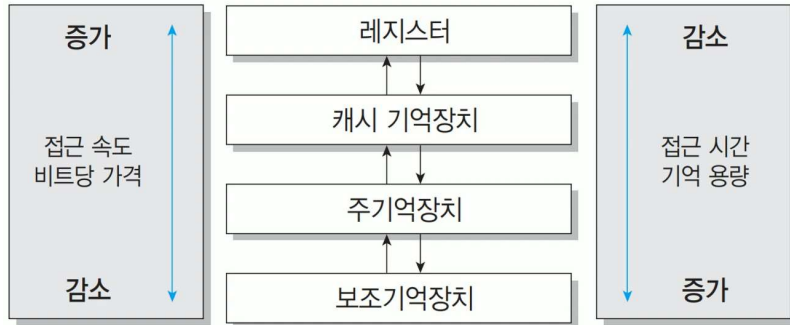 증가
접근 속도
비트당 가격
감소
레지스터
캐시 기억장치
주기억장치
보조기억장치
감소
접근 시간
기억 용량
증가